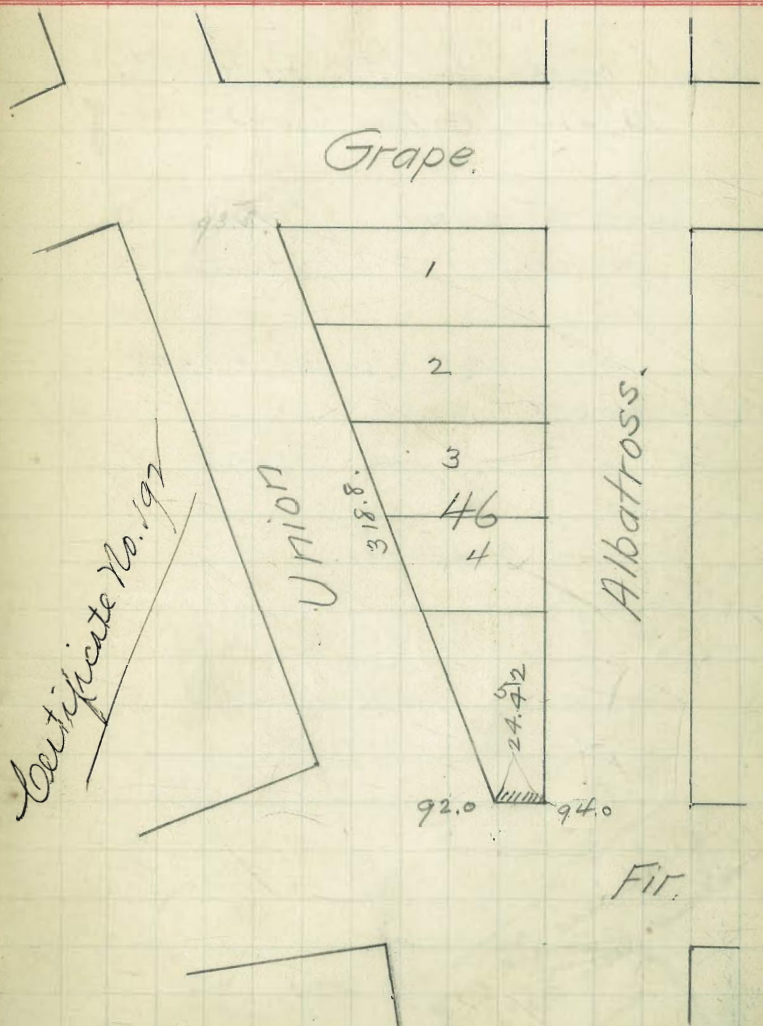 Grape.
93.5.
1
2
3
46
4
Union
318.8.
Albatross.
Certificate No. 192
5
24.42
92.0
94.0
Fir.